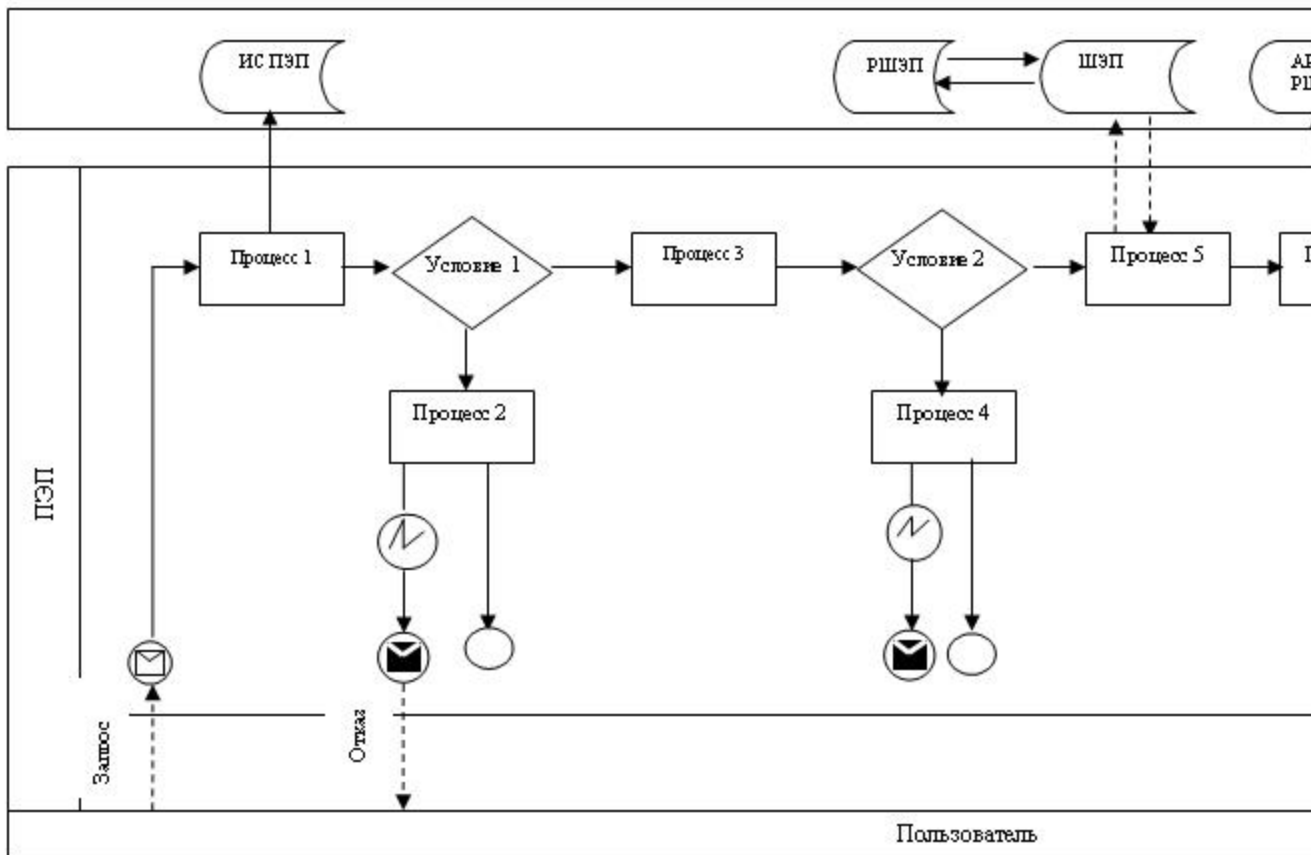 ИС ПЭП
РШЭП
ШЭП
Процесс 1
Условие 1
Процесс 3
Условие 2
Процесс 5
Процесс 2
Процесс 4
ПЭП
Запрос
Отказ
Пользователь